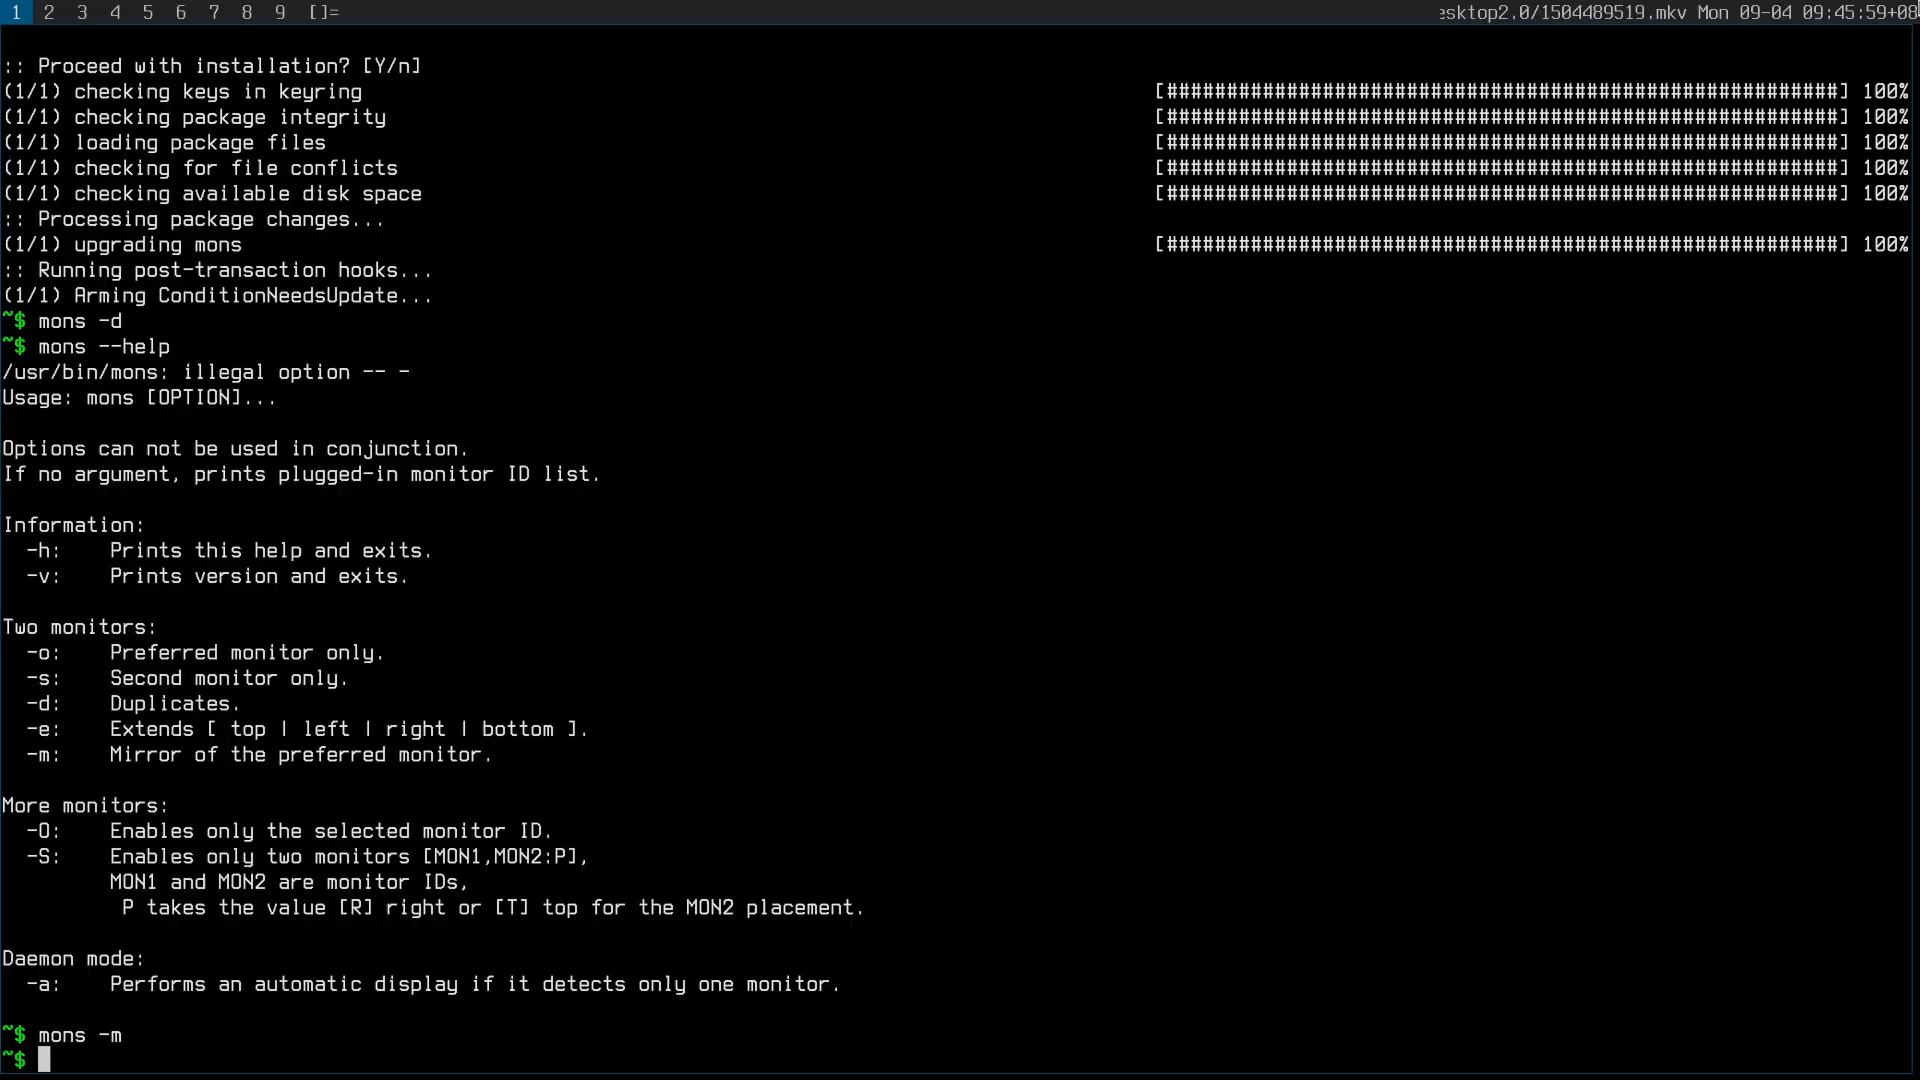 1 2 3 4 5 6 7 8 9 []= esktop2.0/1504489519.mkv Mon 09-04 09:45:59+08
:: Proceed with installation? [Y/n]
(1/1) checking keys in keyring [########################################################] 100%
(1/1) checking package integrity [########################################################] 100%
(1/1) loading package files [########################################################] 100%
(1/1) checking for file conflicts [########################################################] 100%
(1/1) checking available disk space [########################################################] 100%
:: Processing package changes...
(1/1) upgrading mons [########################################################] 100%
:: Running post-transaction hooks...
(1/1) Arming ConditionNeedsUpdate...
~$ mons -d
~$ mons --help
/usr/bin/mons: illegal option -- -
Usage: mons [OPTION]...
Options can not be used in conjunction.
If no argument, prints plugged-in monitor ID list.
Information:
-h: Prints this help and exits.
-v: Prints version and exits.
Two monitors:
-o: Preferred monitor only.
-s: Second monitor only.
-d: Duplicates.
-e: Extends [ top | left | right | bottom ].
-m: Mirror of the preferred monitor.
More monitors:
-O: Enables only the selected monitor ID.
-S: Enables only two monitors [MON1,MON2:P],
MON1 and MON2 are monitor IDs,
P takes the value [R] right or [T] top for the MON2 placement.
Daemon mode:
-a: Performs an automatic display if it detects only one monitor.
~$ mons -m
~$